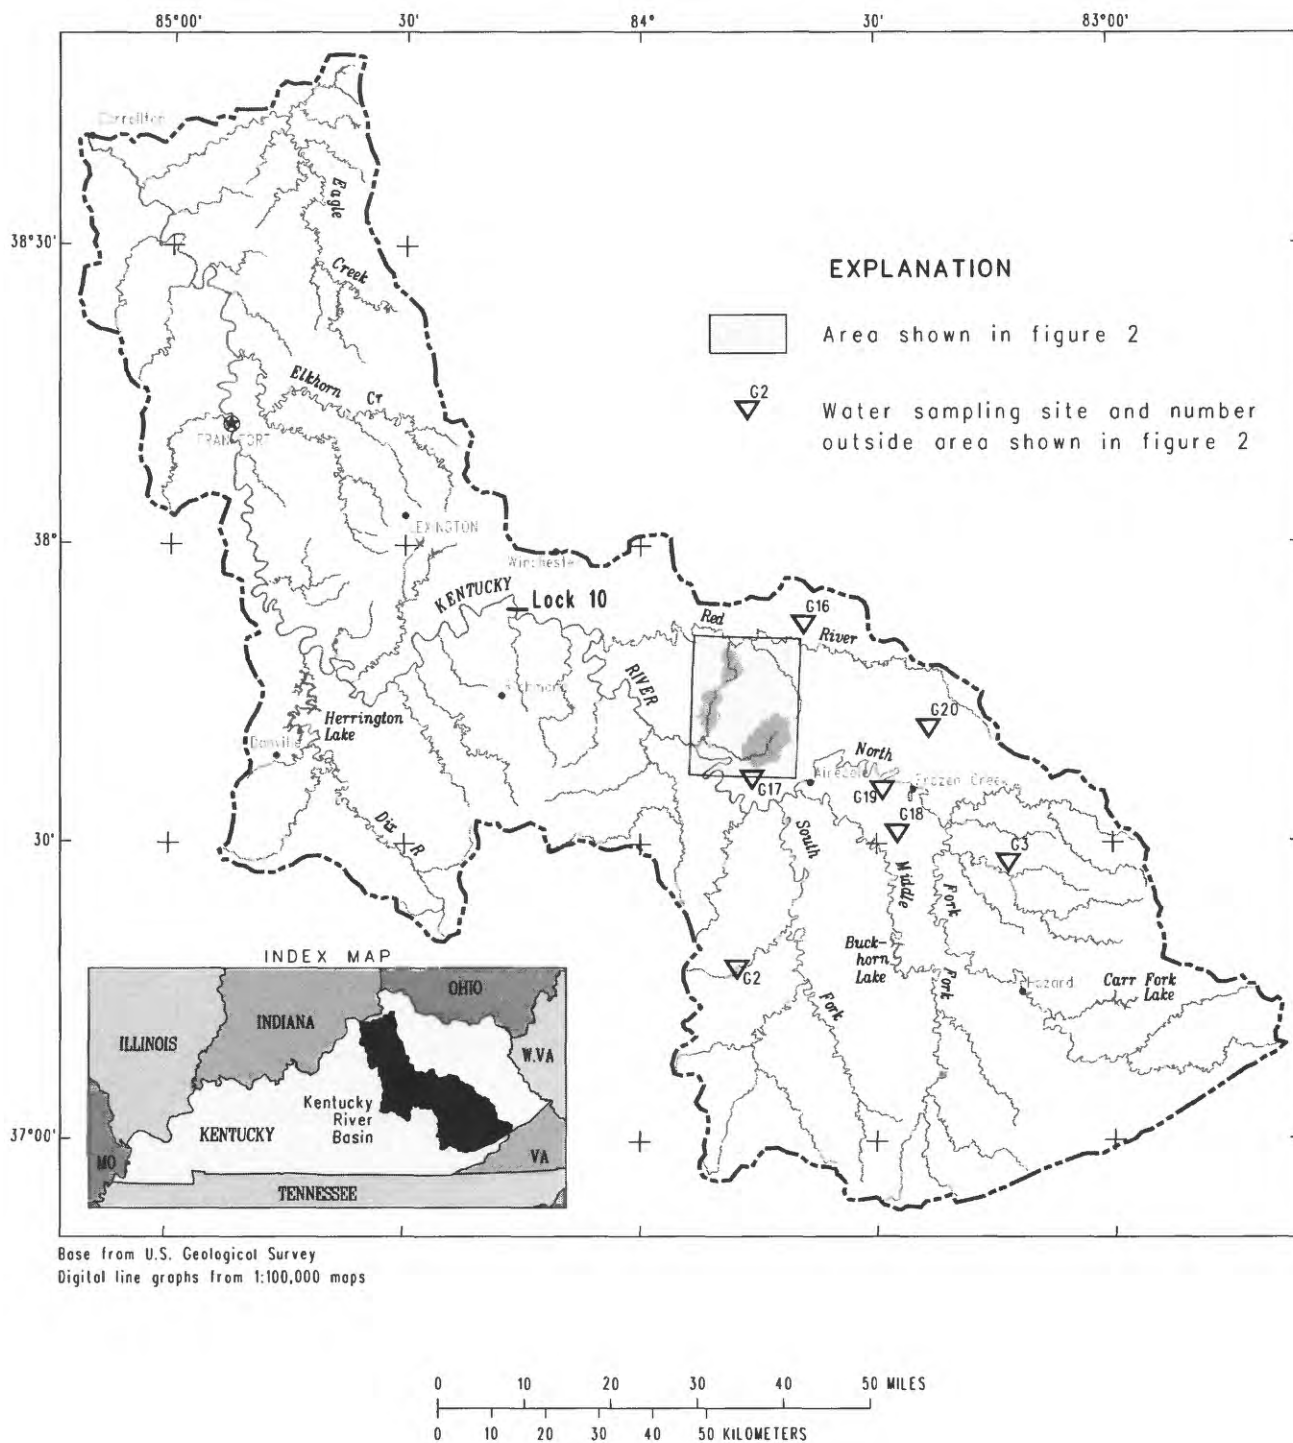 85°00' 30' 84° 30' 83°00'
Carrollton
Eagle
38°30'
Creek
EXPLANATION
Area shown in figure 2
G2
Water sampling site and number
outside area shown in figure 2
Elkhorn Cr
FRANKFORT
LEXINGTON
38°
Winchester
KENTUCKY
Lock 10
Red
G16
River
RIVER
Richmond
Herrington
Lake
Danville
G20
North
G17
G19
Frozen Creek
G18
30'
Dix R
South
Middle
Fork
G3
Buck-
horn
Lake
G2
Fork
Fork
Hazard
Carr Fork
Lake
INDEX MAP
OHIO
INDIANA
ILLINOIS
W.VA
Kentucky
River
Basin
KENTUCKY
VA
MO
TENNESSEE
37°00'
Base from U.S. Geological Survey
Digital line graphs from 1:100,000 maps
0 10 20 30 40 50 MILES
0 10 20 30 40 50 KILOMETERS